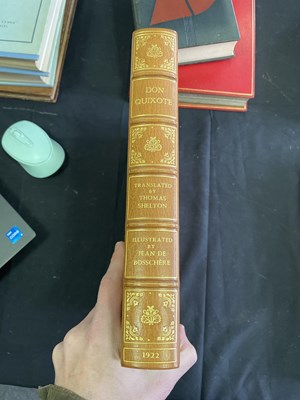 DON
QUIXOTE
TRANSLATED
BY
THOMAS
SHELTON
ILLUSTRATED
BY
JEAN DE
BOSSCHÈRE
1922